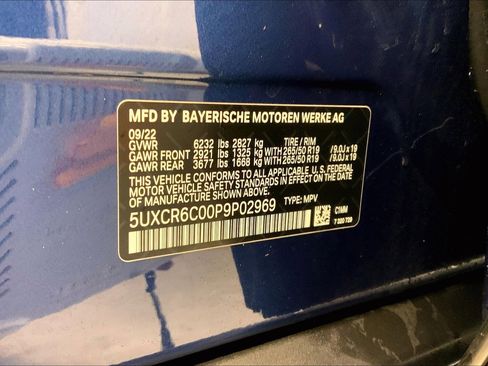 MFD BY BAYERISCHE MOTOREN WERKE AG
09/22
GVWR 6232 lbs 2827 kg TIRE / RIM
GAWR FRONT 2921 lbs 1325 kg WITH 265/50 R19 / 9.0J x 19
GAWR REAR 3677 lbs 1668 kg WITH 265/50 R19 / 9.0J x 19
THIS VEHICLE CONFORMS TO ALL APPLICABLE U. S. FEDERAL
MOTOR VEHICLE SAFETY STANDARDS IN EFFECT ON THE
DATE OF MANUFACTURE SHOWN ABOVE.
5UXCR6C00P9P02969 TYPE: MPV